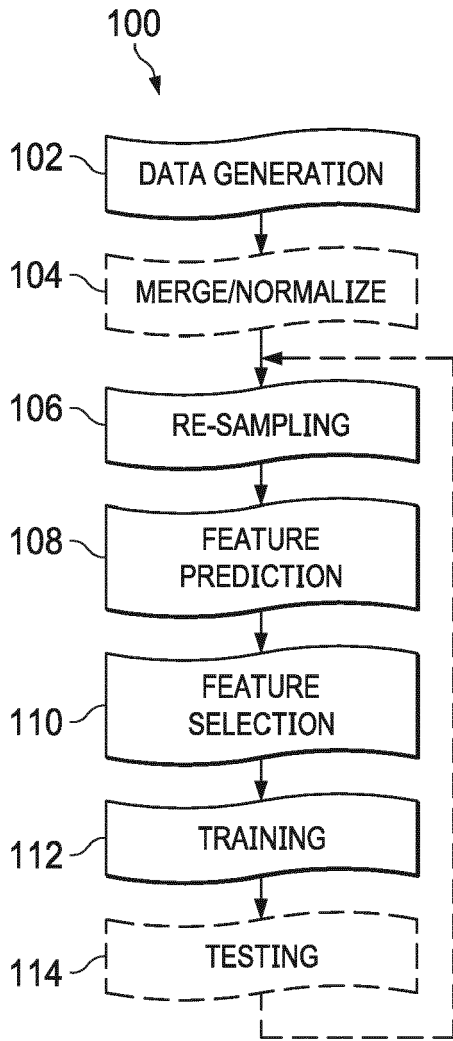 100
102
DATA GENERATION
104
MERGE/NORMALIZE
106
RE-SAMPLING
108
FEATURE
PREDICTION
110
FEATURE
SELECTION
112
TRAINING
114
TESTING